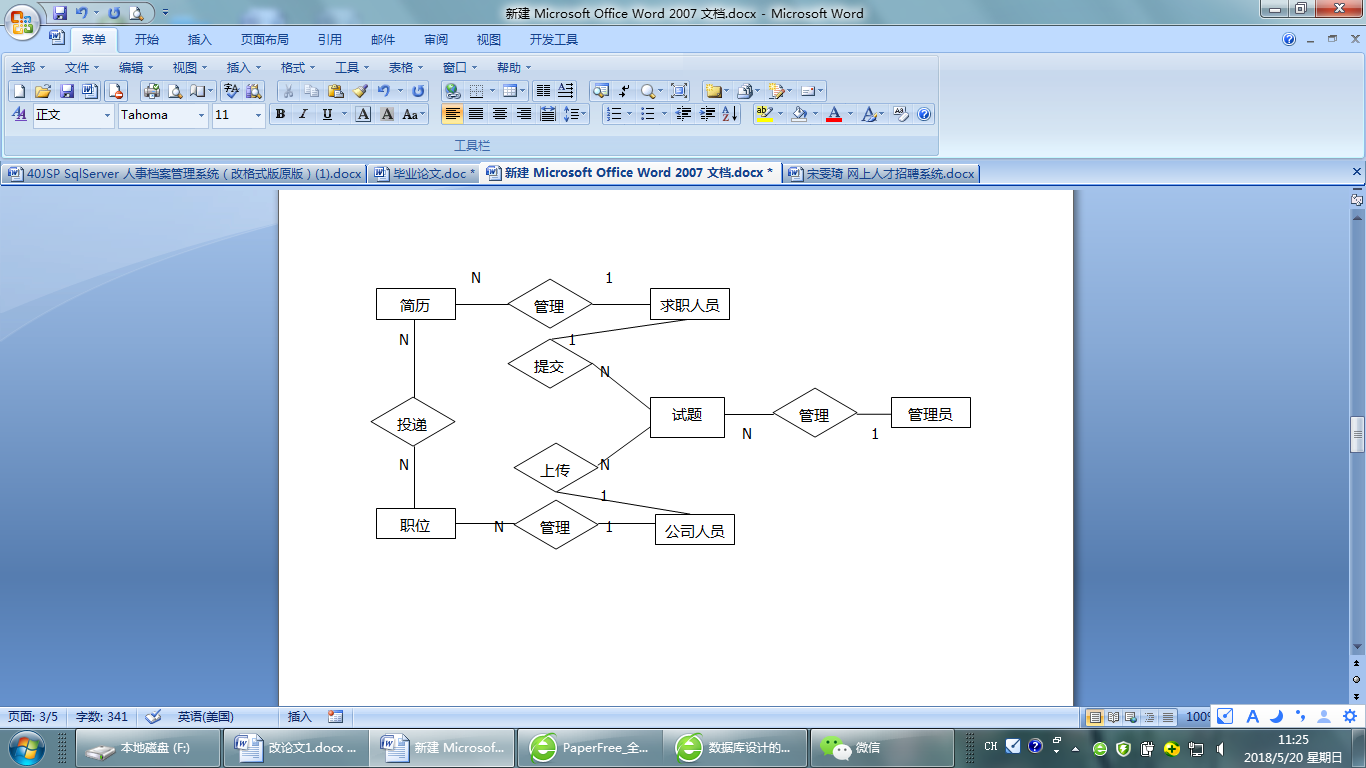 新建 Microsoft Office Word 2007 文档.docx - Microsoft Word
菜单 开始 插入 页面布局 引用 邮件 审阅 视图 开发工具
全部 文件 编辑 视图 插入 格式 工具 表格 窗口 帮助
正文 Tahoma 11 B I U A A Aa
工具栏
40JSP SqlServer 人事档案管理系统（改格式版原版）(1).docx 毕业论文.doc * 新建 Microsoft Office Word 2007 文档.docx * 宋雯琦 网上人才招聘系统.docx
N 1
简历 管理 求职人员
N 1
提交 N
试题 管理 管理员
投递 N 1
N 上传 N
1
职位 N 管理 1 公司人员
页面: 3/5 字数: 341 英语(美国) 插入 100%
本地磁盘 (F:) 改论文1.docx ... 新建 Microsof... PaperFree_全... 数据库设计的... 微信 CH 11:25
2018/5/20 星期日